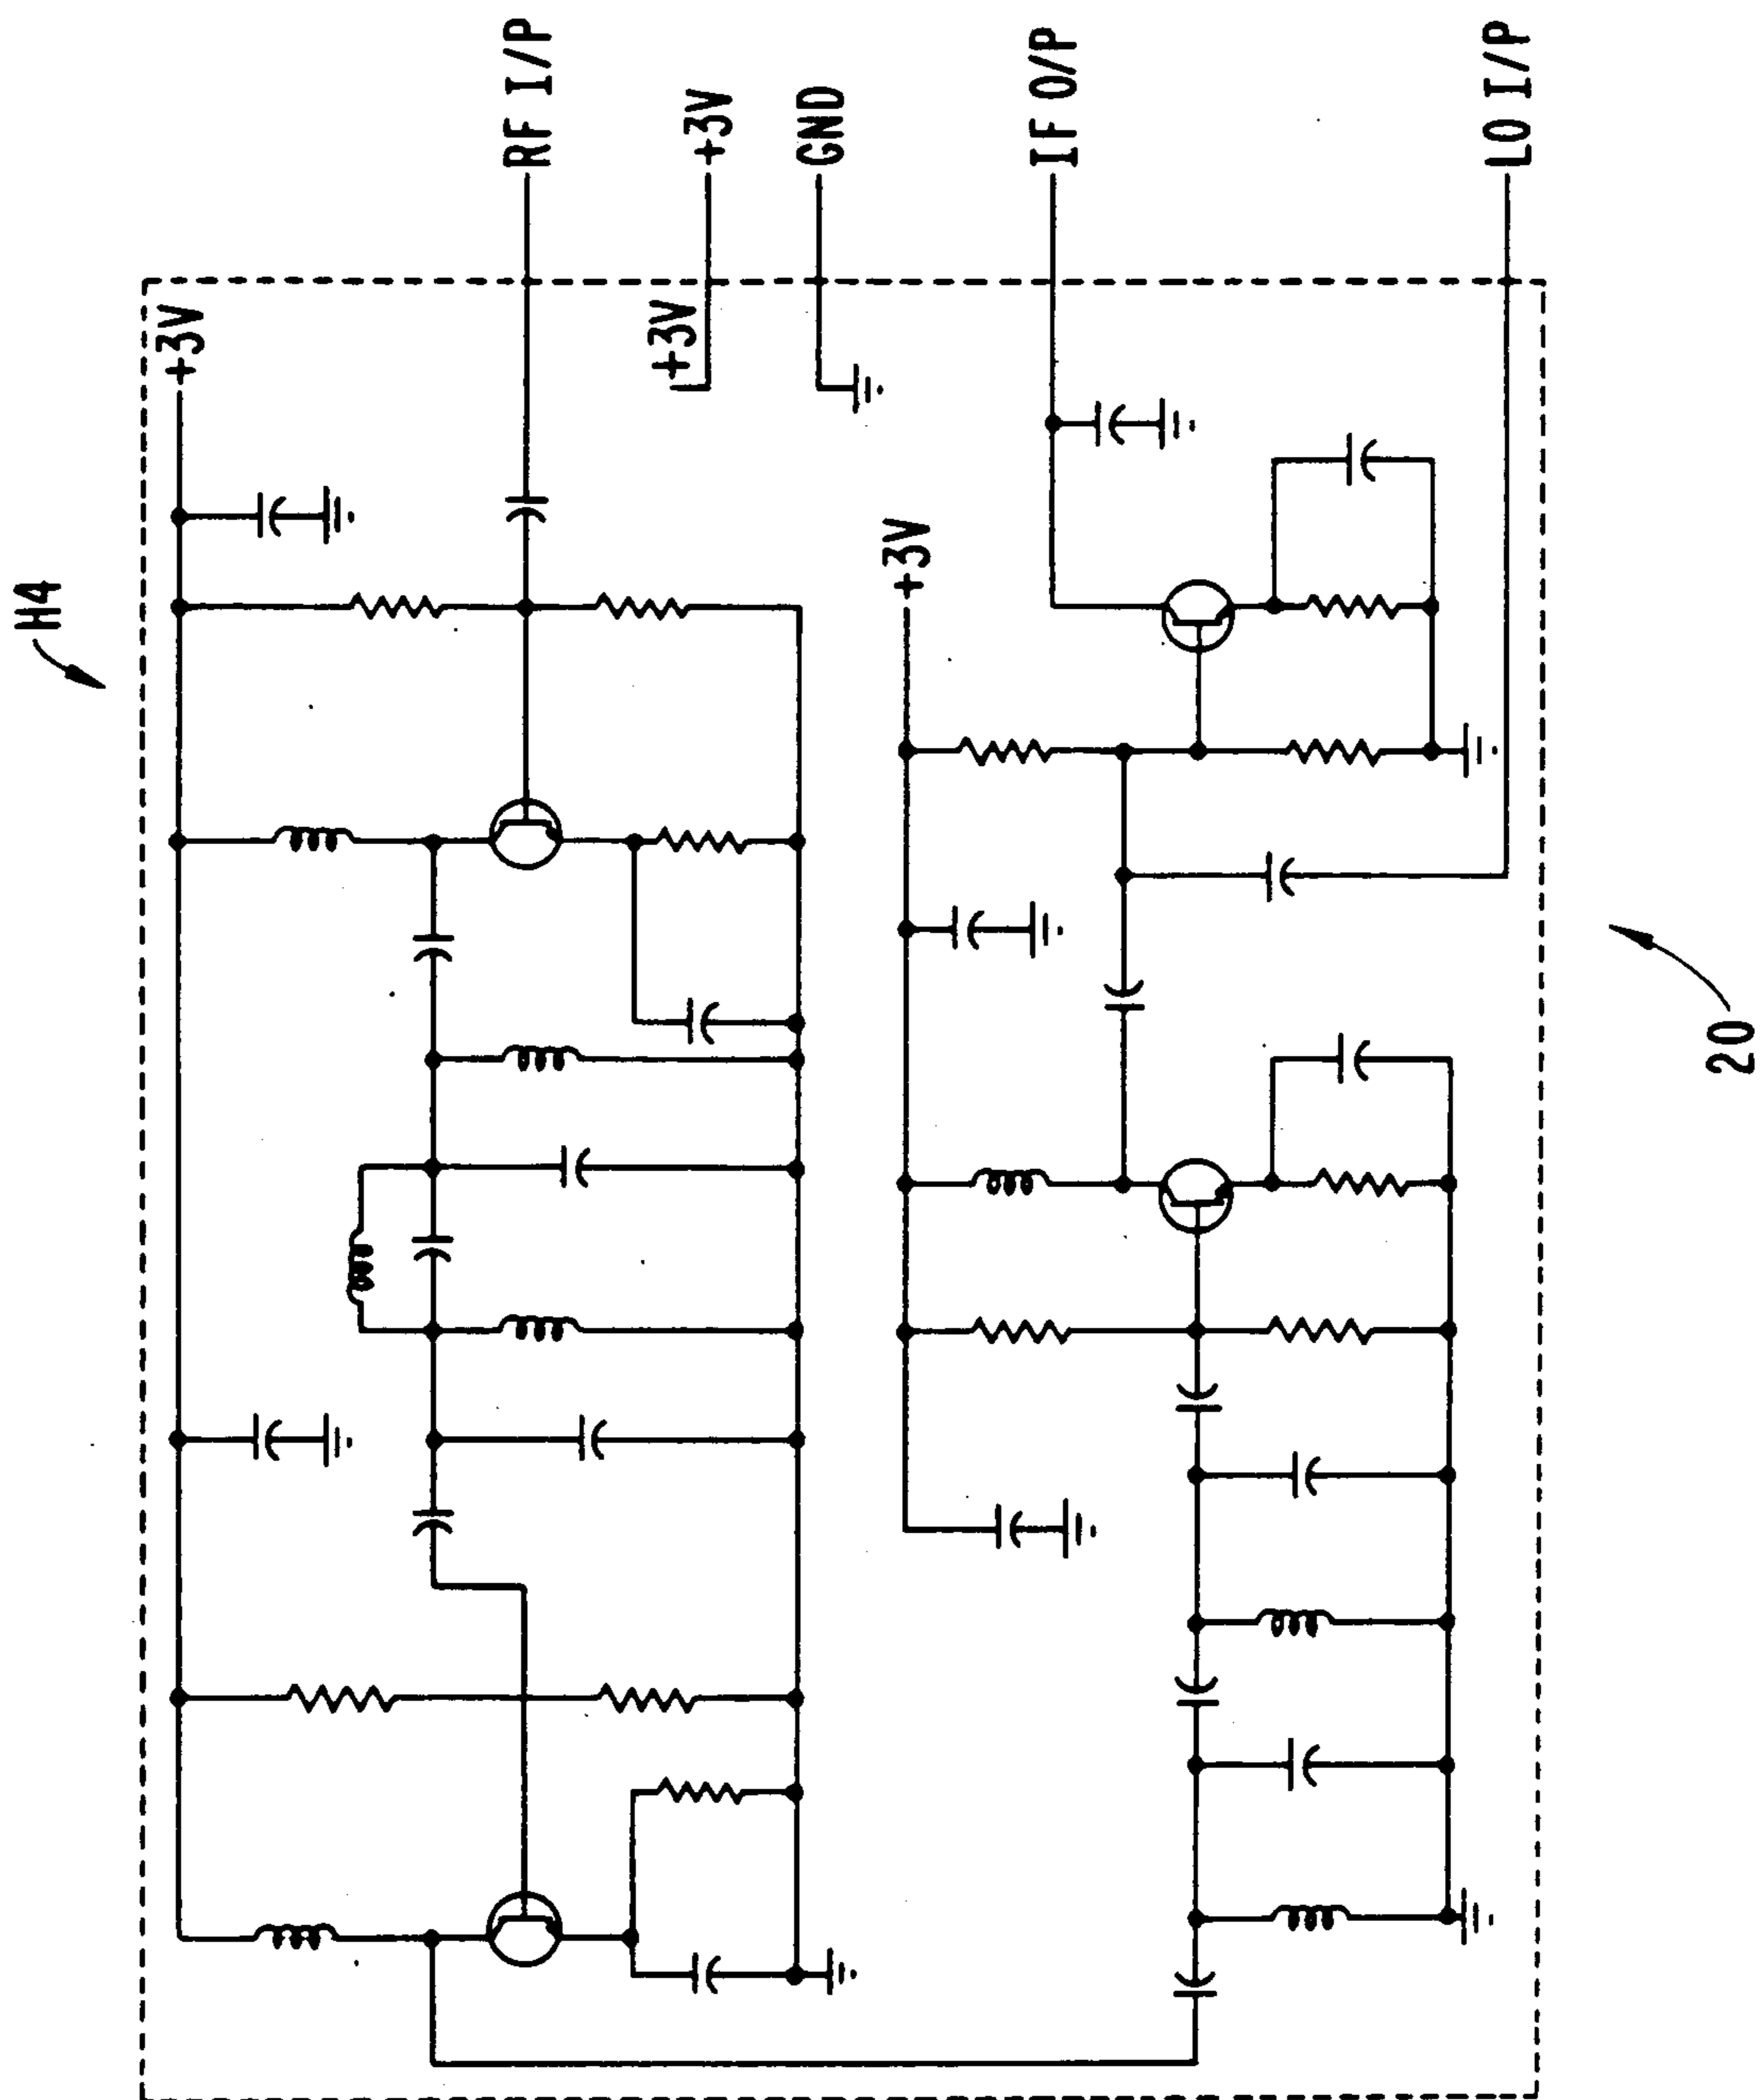 H4
RF I/P
+3V
GND
IF O/P
LO I/P
+3V
+3V
+3V
20